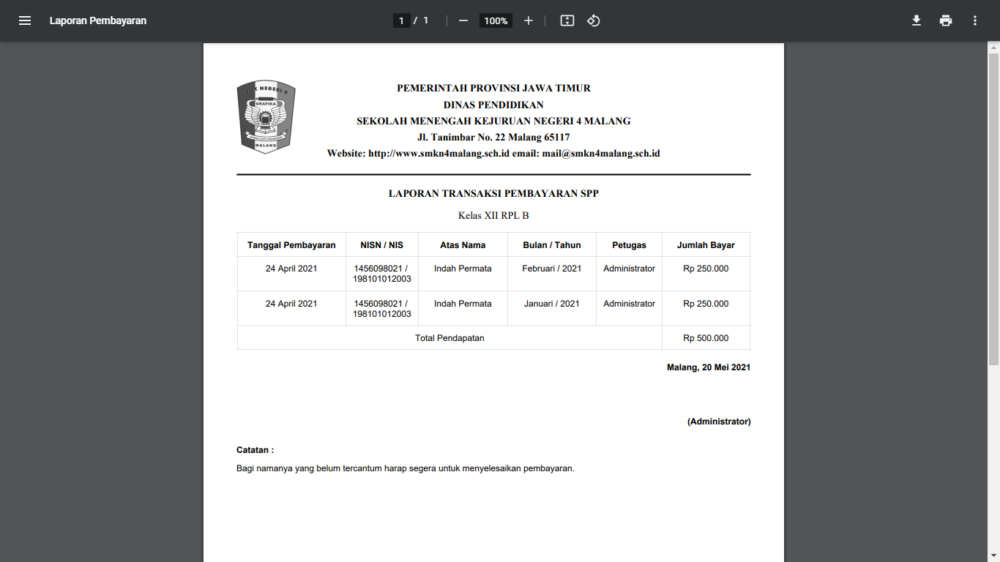 Laporan Pembayaran
1 / 1
100%
SMK NEGERI 4
GRAFIKA
MALANG
PEMERINTAH PROVINSI JAWA TIMUR
DINAS PENDIDIKAN
SEKOLAH MENENGAH KEJURUAN NEGERI 4 MALANG
Jl. Tanimbar No. 22 Malang 65117
Website: http://www.smkn4malang.sch.id email: mail@smkn4malang.sch.id
LAPORAN TRANSAKSI PEMBAYARAN SPP
Kelas XII RPL B
Tanggal Pembayaran NISN / NIS Atas Nama Bulan / Tahun Petugas Jumlah Bayar
24 April 2021 1456098021 / Indah Permata Februari / 2021 Administrator Rp 250.000
198101012003
24 April 2021 1456098021 / Indah Permata Januari / 2021 Administrator Rp 250.000
198101012003
Total Pendapatan Rp 500.000
Malang, 20 Mei 2021
(Administrator)
Catatan :
Bagi namanya yang belum tercantum harap segera untuk menyelesaikan pembayaran.